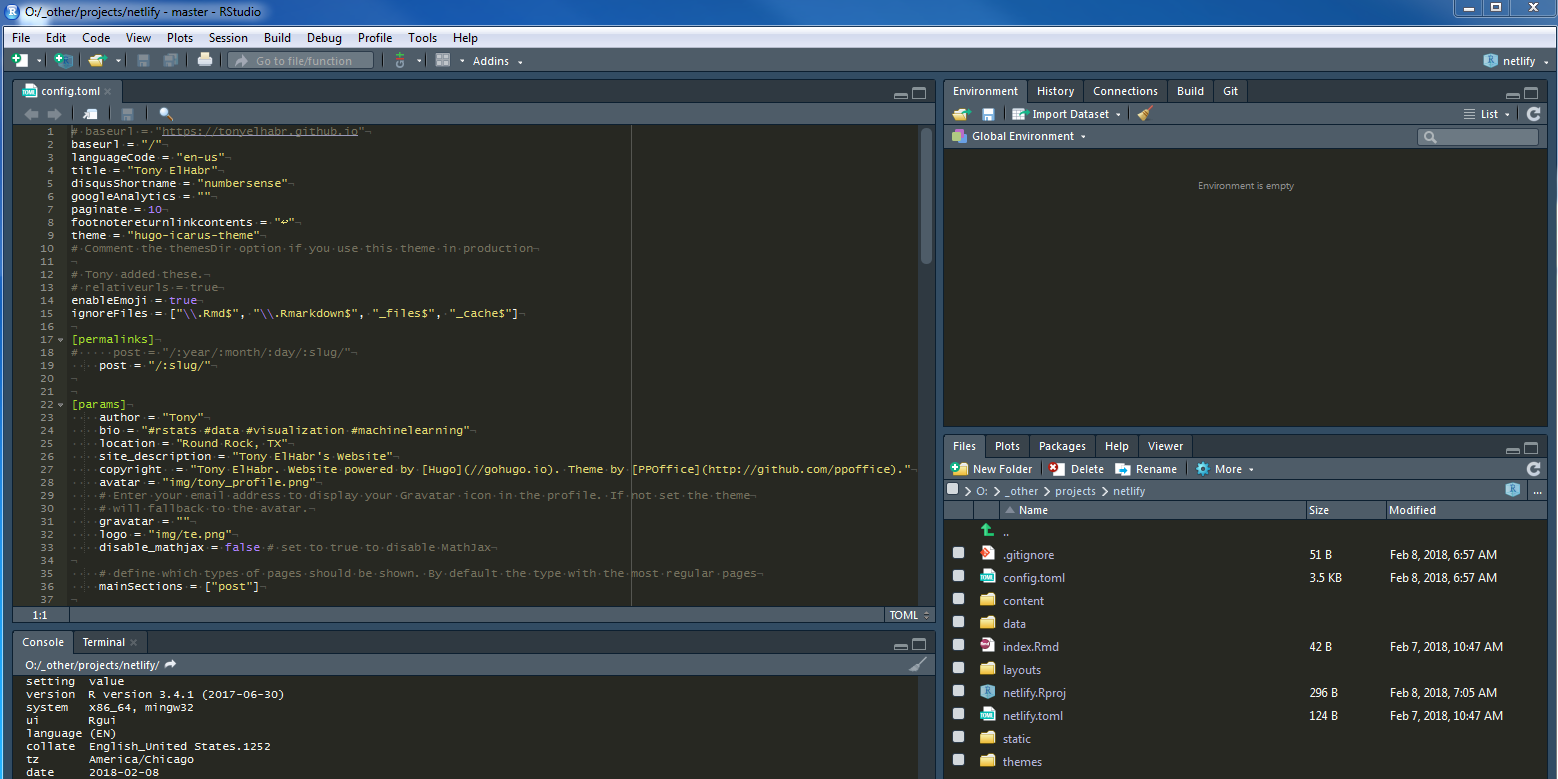 O:/_other/projects/netlify - master - RStudio
File Edit Code View Plots Session Build Debug Profile Tools Help
Go to file/function Addins netlify
config.toml
1 # baseurl = "https://tonyelhabr.github.io"
2 baseurl = "/"
3 languageCode = "en-us"
4 title = "Tony ElHabr"
5 disqusShortname = "numbersense"
6 googleAnalytics = ""
7 paginate = 10
8 footnotereturnlinkcontents = "↩"
9 theme = "hugo-icarus-theme"
10 # Comment the themesDir option if you use this theme in production
11
12 # Tony added these.
13 # relativeurls = true
14 enableEmoji = true
15 ignoreFiles = ["\\.Rmd$", "\\.Rmarkdown$", "_files$", "_cache$"]
16
17 [permalinks]
18 # post = "/:year/:month/:day/:slug/"
19 post = "/:slug/"
20
21
22 [params]
23 author = "Tony"
24 bio = "#rstats #data #visualization #machinelearning"
25 location = "Round Rock, TX"
26 site_description = "Tony ElHabr's Website"
27 copyright = "Tony ElHabr. Website powered by [Hugo](//gohugo.io). Theme by [PPOffice](http://github.com/ppoffice)."
28 avatar = "img/tony_profile.png"
29 # Enter your email address to display your Gravatar icon in the profile. If not set the theme
30 # will fallback to the avatar.
31 gravatar = ""
32 logo = "img/te.png"
33 disable_mathjax = false # set to true to disable MathJax
34
35 # define which types of pages should be shown. By default the type with the most regular pages
36 mainSections = ["post"]
37
1:1 TOML
Console Terminal
O:/_other/projects/netlify/
setting value
version R version 3.4.1 (2017-06-30)
system x86_64, mingw32
ui Rgui
language (EN)
collate English_United States.1252
tz America/Chicago
date 2018-02-08
Environment History Connections Build Git
Import Dataset List
Global Environment
Environment is empty
Files Plots Packages Help Viewer
New Folder Delete Rename More
O: > _other > projects > netlify ...
Name Size Modified
..
.gitignore 51 B Feb 8, 2018, 6:57 AM
config.toml 3.5 KB Feb 8, 2018, 6:57 AM
content
data
index.Rmd 42 B Feb 7, 2018, 10:47 AM
layouts
netlify.Rproj 296 B Feb 8, 2018, 7:05 AM
netlify.toml 124 B Feb 7, 2018, 10:47 AM
static
themes